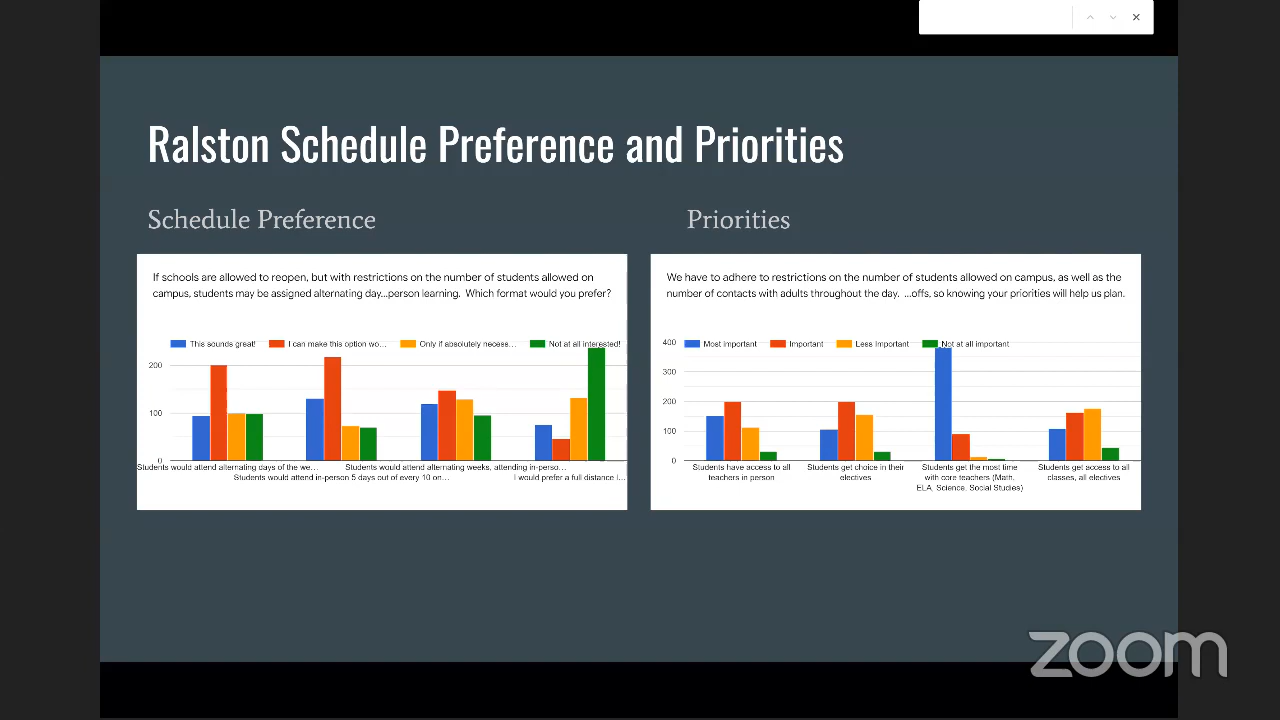 Ralston Schedule Preference and Priorities
Schedule Preference
If schools are allowed to reopen, but with restrictions on the number of students allowed on
campus, students may be assigned alternating day...person learning. Which format would you prefer?
This sounds great! I can make this option wo... Only if absolutely necess... Not at all interested!
200
100
0
Students would attend alternating days of the we...
Students would attend in-person 5 days out of every 10 on...
Students would attend alternating weeks, attending in-perso...
I would prefer a full distance l...
Priorities
We have to adhere to restrictions on the number of students allowed on campus, as well as the
number of contacts with adults throughout the day. ...offs, so knowing your priorities will help us plan.
Most important Important Less Important Not at all important
400
300
200
100
0
Students have access to all
teachers in person
Students get choice in their
electives
Students get the most time
with core teachers (Math,
ELA, Science, Social Studies)
Students get access to all
classes, all electives
zoom